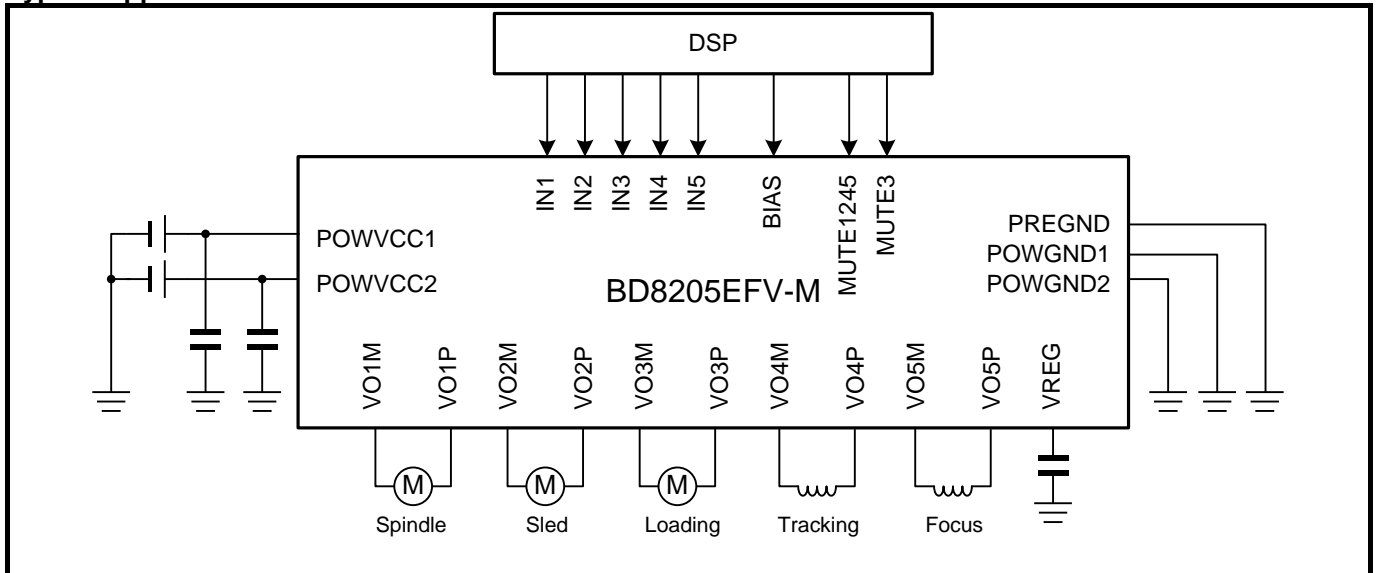 DSP
IN1
IN2
IN3
IN4
IN5
BIAS
MUTE1245
MUTE3
POWVCC1
POWVCC2
BD8205EFV-M
PREGND
POWGND1
POWGND2
VO1M
VO1P
VO2M
VO2P
VO3M
VO3P
VO4M
VO4P
VO5M
VO5P
VREG
M
M
M
Spindle
Sled
Loading
Tracking
Focus